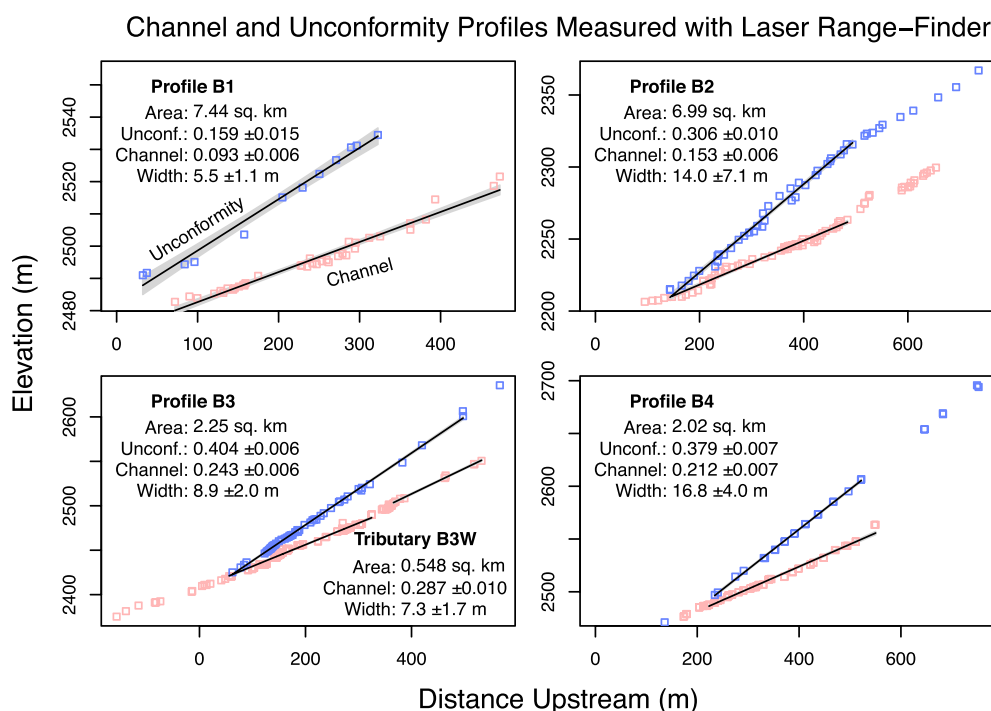 Channel and Unconformity Profiles Measured with Laser Range−Finder
Elevation (m)
Profile B1
Area: 7.44 sq. km
Unconf.: 0.159 ±0.015
Channel: 0.093 ±0.006
Width: 5.5 ±1.1 m
Unconformity
Channel
2480 2500 2520 2540
0 100 200 300 400
Profile B2
Area: 6.99 sq. km
Unconf.: 0.306 ±0.010
Channel: 0.153 ±0.006
Width: 14.0 ±7.1 m
2200 2250 2300 2350
0 200 400 600
Profile B3
Area: 2.25 sq. km
Unconf.: 0.404 ±0.006
Channel: 0.243 ±0.006
Width: 8.9 ±2.0 m
Tributary B3W
Area: 0.548 sq. km
Channel: 0.287 ±0.010
Width: 7.3 ±1.7 m
2400 2500 2600
0 200 400
Profile B4
Area: 2.02 sq. km
Unconf.: 0.379 ±0.007
Channel: 0.212 ±0.007
Width: 16.8 ±4.0 m
2500 2600 2700
0 200 400 600
Distance Upstream (m)